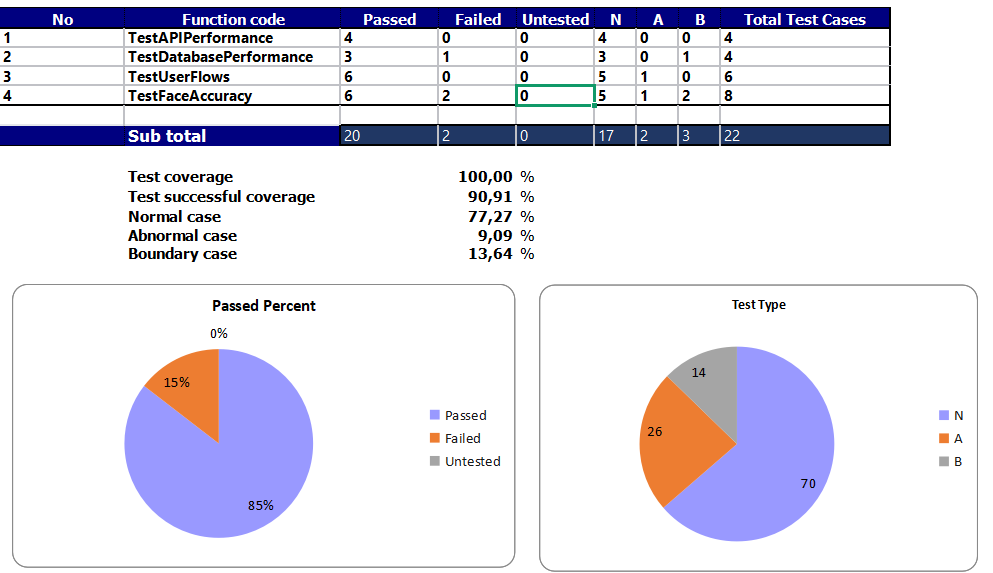 No Function code Passed Failed Untested N A B Total Test Cases
1 TestAPIPerformance 4 0 0 4 0 0 4
2 TestDatabasePerformance 3 1 0 3 0 1 4
3 TestUserFlows 6 0 0 5 1 0 6
4 TestFaceAccuracy 6 2 0 5 1 2 8
Sub total 20 2 0 17 2 3 22
Test coverage 100,00 %
Test successful coverage 90,91 %
Normal case 77,27 %
Abnormal case 9,09 %
Boundary case 13,64 %
Passed Percent
0%
15%
85%
Passed
Failed
Untested
Test Type
14
26
70
N
A
B